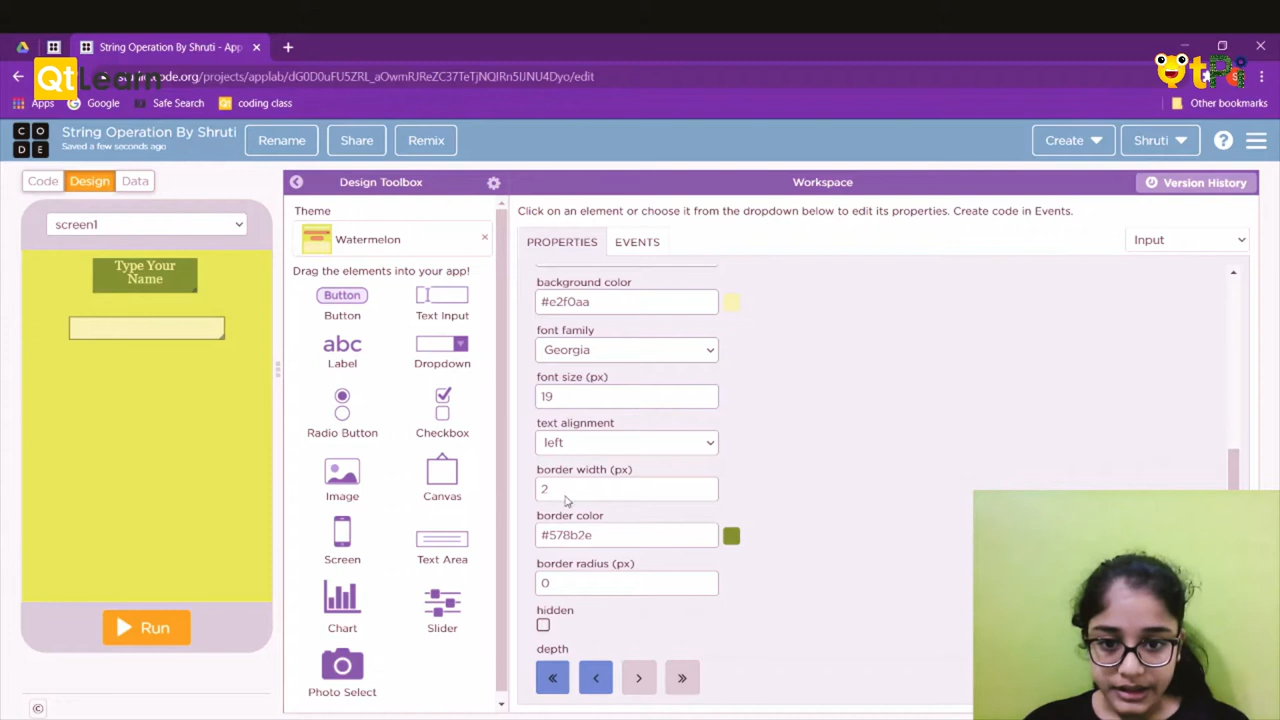 String Operation By Shruti - App
QtLearn
QtPi
studio.code.org/projects/applab/dG0D0uFU5ZRL_aOwmRUReZC37TeTjNQIRn5UNU4Dyo/edit
Apps Google Safe Search coding class Other bookmarks
CODE
String Operation By Shruti
Saved a few seconds ago
Rename Share Remix Create Shruti ?
Code Design Data
Design Toolbox
Workspace
Version History
screen1
Type Your
Name
Run
©
Theme
Watermelon
Drag the elements into your app!
Button
Button Text Input
abc
Label Dropdown
Radio Button Checkbox
Image Canvas
Screen Text Area
Chart Slider
Photo Select
Click on an element or choose it from the dropdown below to edit its properties. Create code in Events.
PROPERTIES EVENTS
Input
background color
#e2f0aa
font family
Georgia
font size (px)
19
text alignment
left
border width (px)
2
border color
#578b2e
border radius (px)
0
hidden
depth